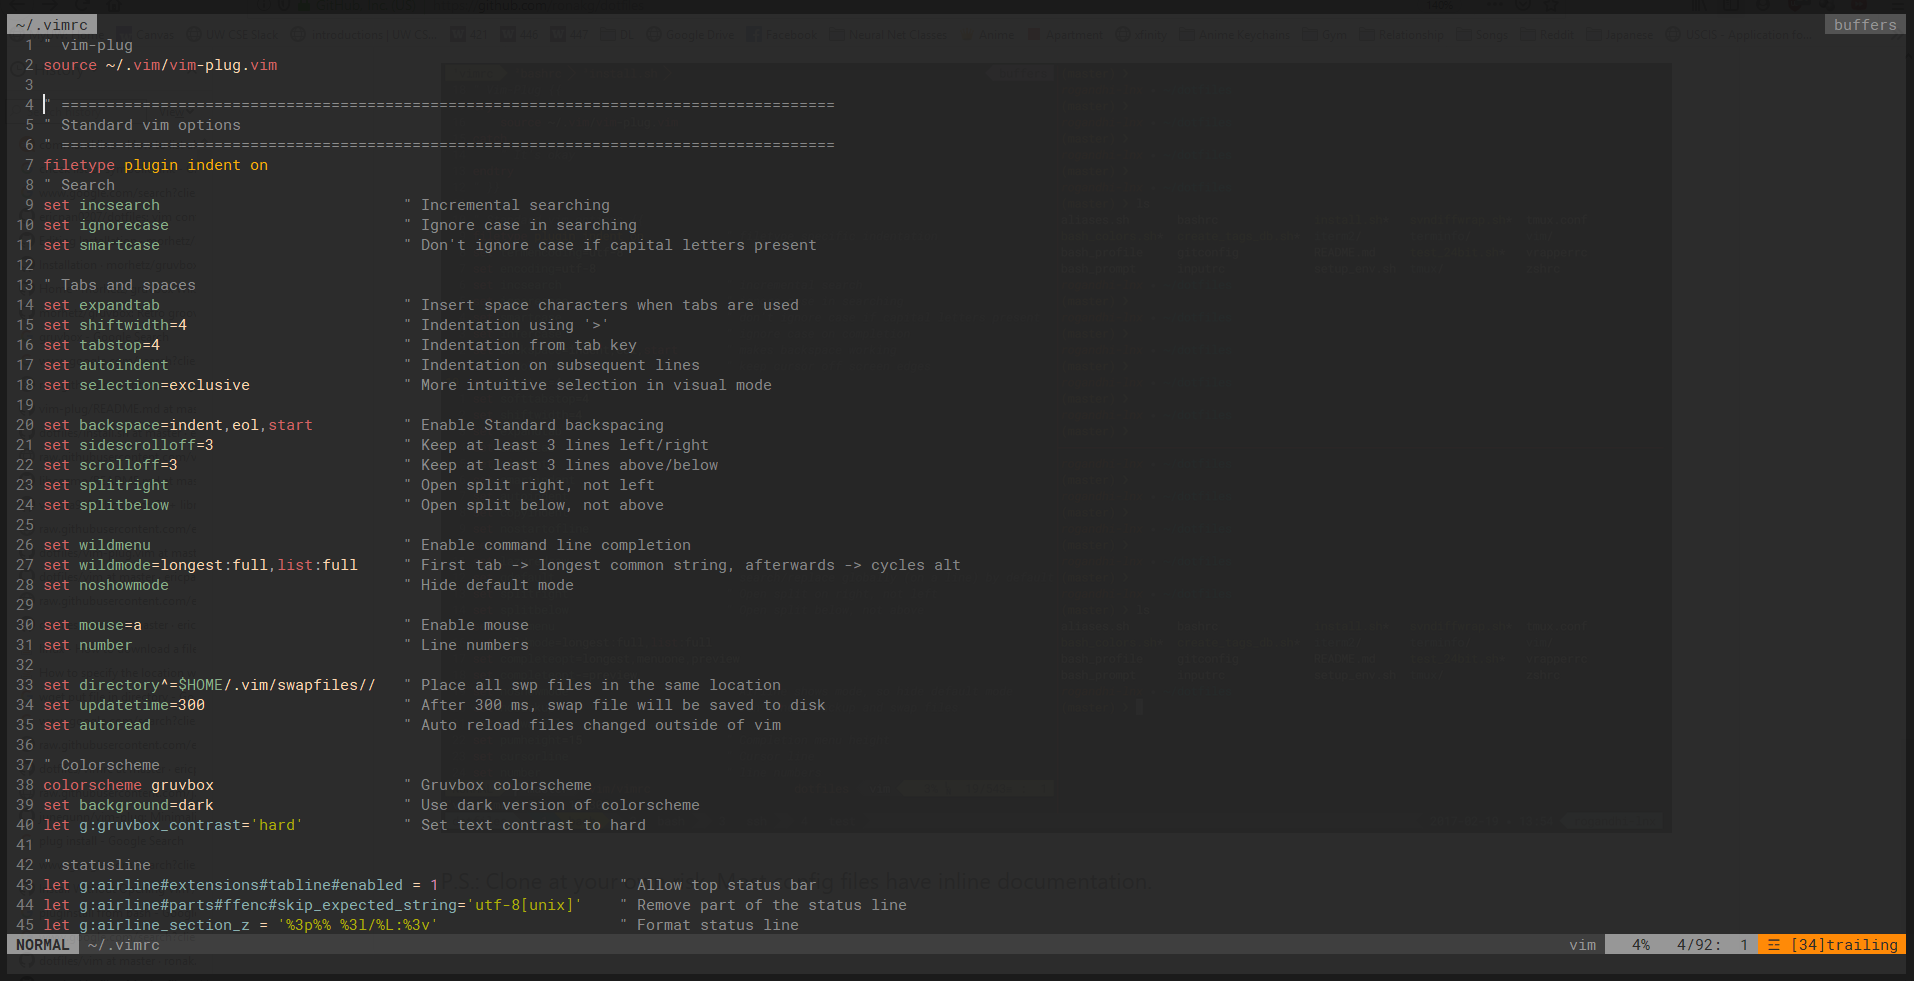 ~/.vimrc buffers
1 " vim-plug
2 source ~/.vim/vim-plug.vim
3
4 " ======================================================================================
5 " Standard vim options
6 " ======================================================================================
7 filetype plugin indent on
8 " Search
9 set incsearch " Incremental searching
10 set ignorecase " Ignore case in searching
11 set smartcase " Don't ignore case if capital letters present
12
13 " Tabs and spaces
14 set expandtab " Insert space characters when tabs are used
15 set shiftwidth=4 " Indentation using '>'
16 set tabstop=4 " Indentation from tab key
17 set autoindent " Indentation on subsequent lines
18 set selection=exclusive " More intuitive selection in visual mode
19
20 set backspace=indent,eol,start " Enable Standard backspacing
21 set sidescrolloff=3 " Keep at least 3 lines left/right
22 set scrolloff=3 " Keep at least 3 lines above/below
23 set splitright " Open split right, not left
24 set splitbelow " Open split below, not above
25
26 set wildmenu " Enable command line completion
27 set wildmode=longest:full,list:full " First tab -> longest common string, afterwards -> cycles alt
28 set noshowmode " Hide default mode
29
30 set mouse=a " Enable mouse
31 set number " Line numbers
32
33 set directory^=$HOME/.vim/swapfiles// " Place all swp files in the same location
34 set updatetime=300 " After 300 ms, swap file will be saved to disk
35 set autoread " Auto reload files changed outside of vim
36
37 " Colorscheme
38 colorscheme gruvbox " Gruvbox colorscheme
39 set background=dark " Use dark version of colorscheme
40 let g:gruvbox_contrast='hard' " Set text contrast to hard
41
42 " statusline
43 let g:airline#extensions#tabline#enabled = 1 " Allow top status bar
44 let g:airline#parts#ffenc#skip_expected_string='utf-8[unix]' " Remove part of the status line
45 let g:airline_section_z = '%3p%% %3l/%L:%3v' " Format status line
NORMAL ~/.vimrc vim 4% 4/92: 1 ☲ [34]trailing